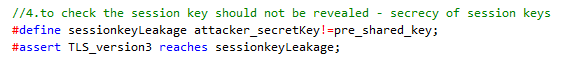 //4.to check the session key should not be revealed - secrecy of session keys
#define sessionkeyLeakage attacker_secretKey!=pre_shared_key;
#assert TLS_version3 reaches sessionkeyLeakage;